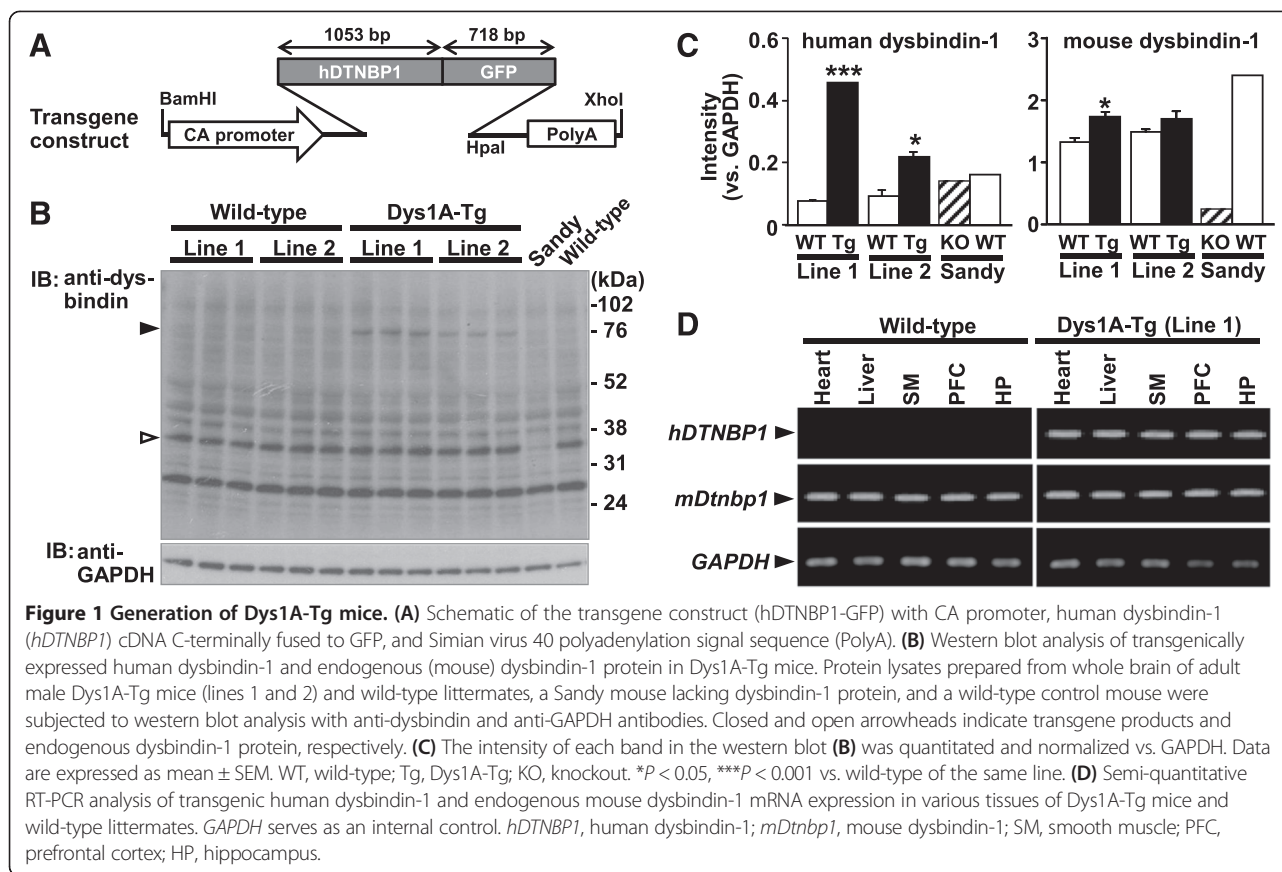 A
1053 bp
718 bp
hDTNBP1
GFP
BamHI
XhoI
Transgene
construct
CA promoter
HpaI
PolyA
B
Wild-type
Dys1A-Tg
Sandy
Wild-type
Line 1
Line 2
Line 1
Line 2
(kDa)
IB: anti-dys-
bindin
-102
-76
-52
-38
-31
-24
IB: anti-
GAPDH
C
human dysbindin-1
mouse dysbindin-1
Intensity
(vs. GAPDH)
0.6
0.4
0.2
0
***
*
WT Tg
WT Tg
KO WT
Line 1
Line 2
Sandy
3
2
1
0
*
WT Tg
WT Tg
KO WT
Line 1
Line 2
Sandy
D
Wild-type
Dys1A-Tg (Line 1)
Heart
Liver
SM
PFC
HP
Heart
Liver
SM
PFC
HP
hDTNBP1
mDtnbp1
GAPDH
Figure 1 Generation of Dys1A-Tg mice. (A) Schematic of the transgene construct (hDTNBP1-GFP) with CA promoter, human dysbindin-1
(hDTNBP1) cDNA C-terminally fused to GFP, and Simian virus 40 polyadenylation signal sequence (PolyA). (B) Western blot analysis of transgenically
expressed human dysbindin-1 and endogenous (mouse) dysbindin-1 protein in Dys1A-Tg mice. Protein lysates prepared from whole brain of adult
male Dys1A-Tg mice (lines 1 and 2) and wild-type littermates, a Sandy mouse lacking dysbindin-1 protein, and a wild-type control mouse were
subjected to western blot analysis with anti-dysbindin and anti-GAPDH antibodies. Closed and open arrowheads indicate transgene products and
endogenous dysbindin-1 protein, respectively. (C) The intensity of each band in the western blot (B) was quantitated and normalized vs. GAPDH. Data
are expressed as mean ± SEM. WT, wild-type; Tg, Dys1A-Tg; KO, knockout. *P < 0.05, ***P < 0.001 vs. wild-type of the same line. (D) Semi-quantitative
RT-PCR analysis of transgenic human dysbindin-1 and endogenous mouse dysbindin-1 mRNA expression in various tissues of Dys1A-Tg mice and
wild-type littermates. GAPDH serves as an internal control. hDTNBP1, human dysbindin-1; mDtnbp1, mouse dysbindin-1; SM, smooth muscle; PFC,
prefrontal cortex; HP, hippocampus.